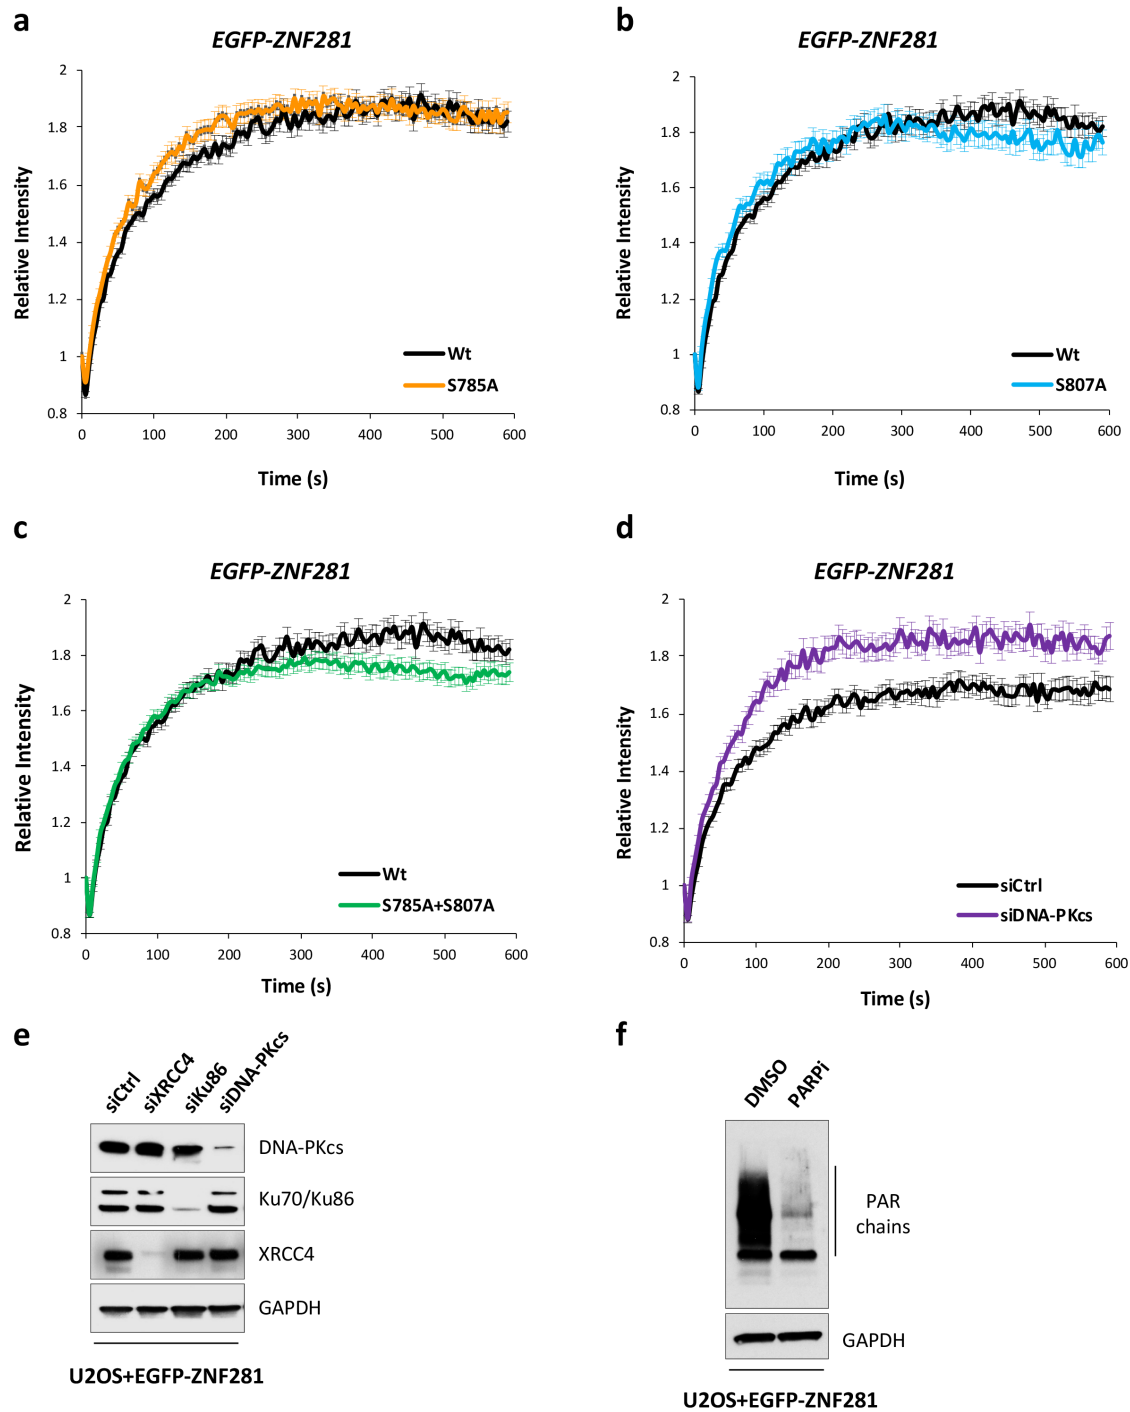 a
EGFP-ZNF281
2
1.8
1.6
1.4
1.2
1
0.8
Relative Intensity
0 100 200 300 400 500 600
Time (s)
Wt
S785A
b
EGFP-ZNF281
2
1.8
1.6
1.4
1.2
1
0.8
Relative Intensity
0 100 200 300 400 500 600
Time (s)
Wt
S807A
c
EGFP-ZNF281
2
1.8
1.6
1.4
1.2
1
0.8
Relative Intensity
0 100 200 300 400 500 600
Time (s)
Wt
S785A+S807A
d
EGFP-ZNF281
2
1.8
1.6
1.4
1.2
1
0.8
Relative Intensity
0 100 200 300 400 500 600
Time (s)
siCtrl
siDNA-PKcs
e
siCtrl
siXRCC4
siKu86
siDNA-PKcs
DNA-PKcs
Ku70/Ku86
XRCC4
GAPDH
U2OS+EGFP-ZNF281
f
DMSO
PARPi
PAR
chains
GAPDH
U2OS+EGFP-ZNF281